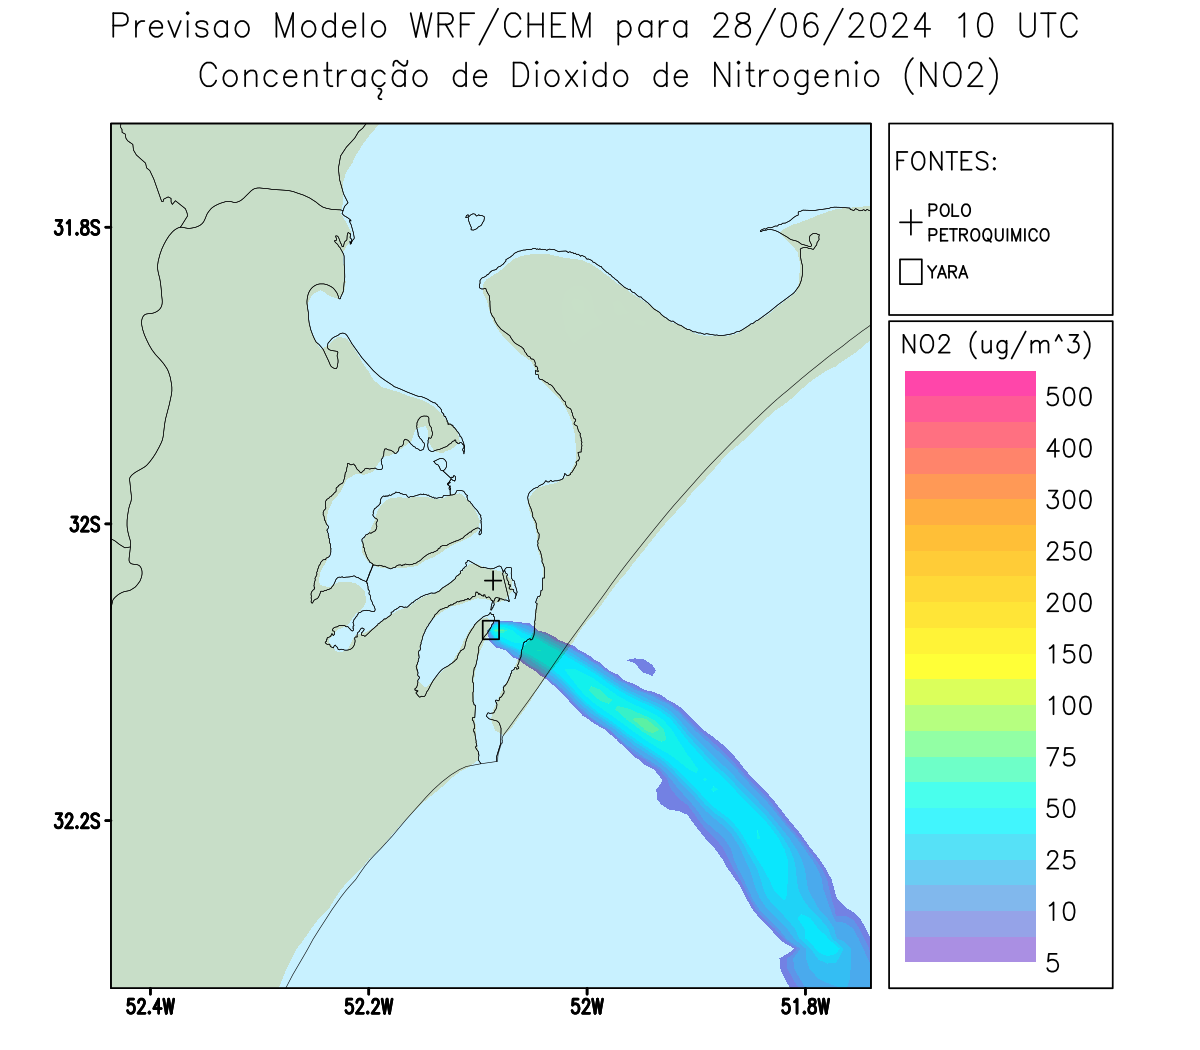 Previsao Modelo WRF/CHEM para 28/06/2024 10 UTC
Concentração de Dioxido de Nitrogenio (NO2)
FONTES:
POLO
PETROQUIMICO
YARA
NO2 (ug/m^3)
500
400
300
250
200
150
100
75
50
25
10
5
31.8S
32S
32.2S
52.4W
52.2W
52W
51.8W